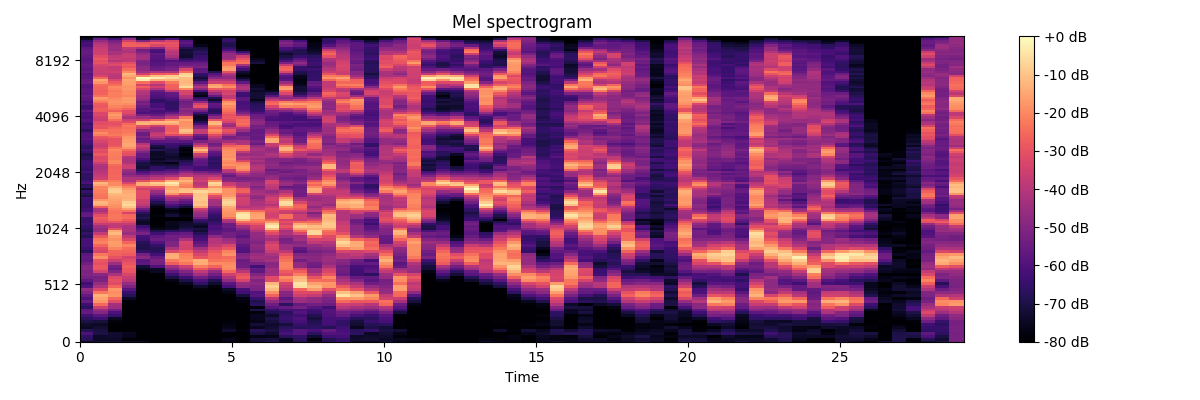 Mel spectrogram
8192
4096
2048
1024
512
0
Hz
0 5 10 15 20 25
Time
+0 dB
-10 dB
-20 dB
-30 dB
-40 dB
-50 dB
-60 dB
-70 dB
-80 dB